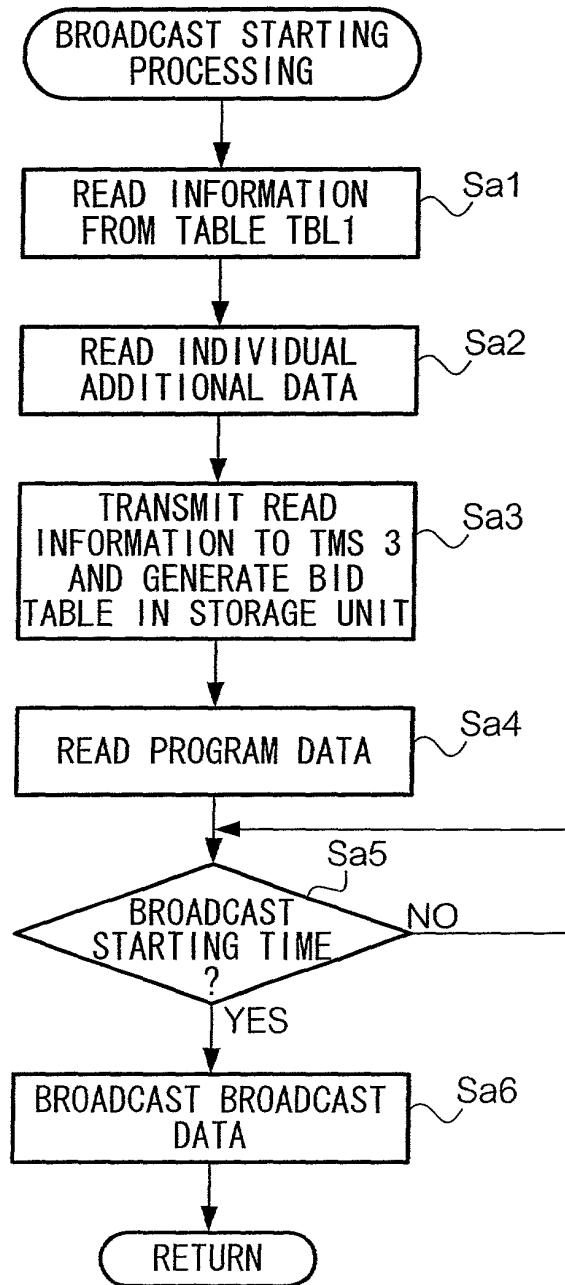 BROADCAST STARTING
PROCESSING
Sa1
READ INFORMATION
FROM TABLE TBL1
Sa2
READ INDIVIDUAL
ADDITIONAL DATA
Sa3
TRANSMIT READ
INFORMATION TO TMS 3
AND GENERATE BID
TABLE IN STORAGE UNIT
Sa4
READ PROGRAM DATA
Sa5
BROADCAST
STARTING TIME
?
NO
YES
Sa6
BROADCAST BROADCAST
DATA
RETURN